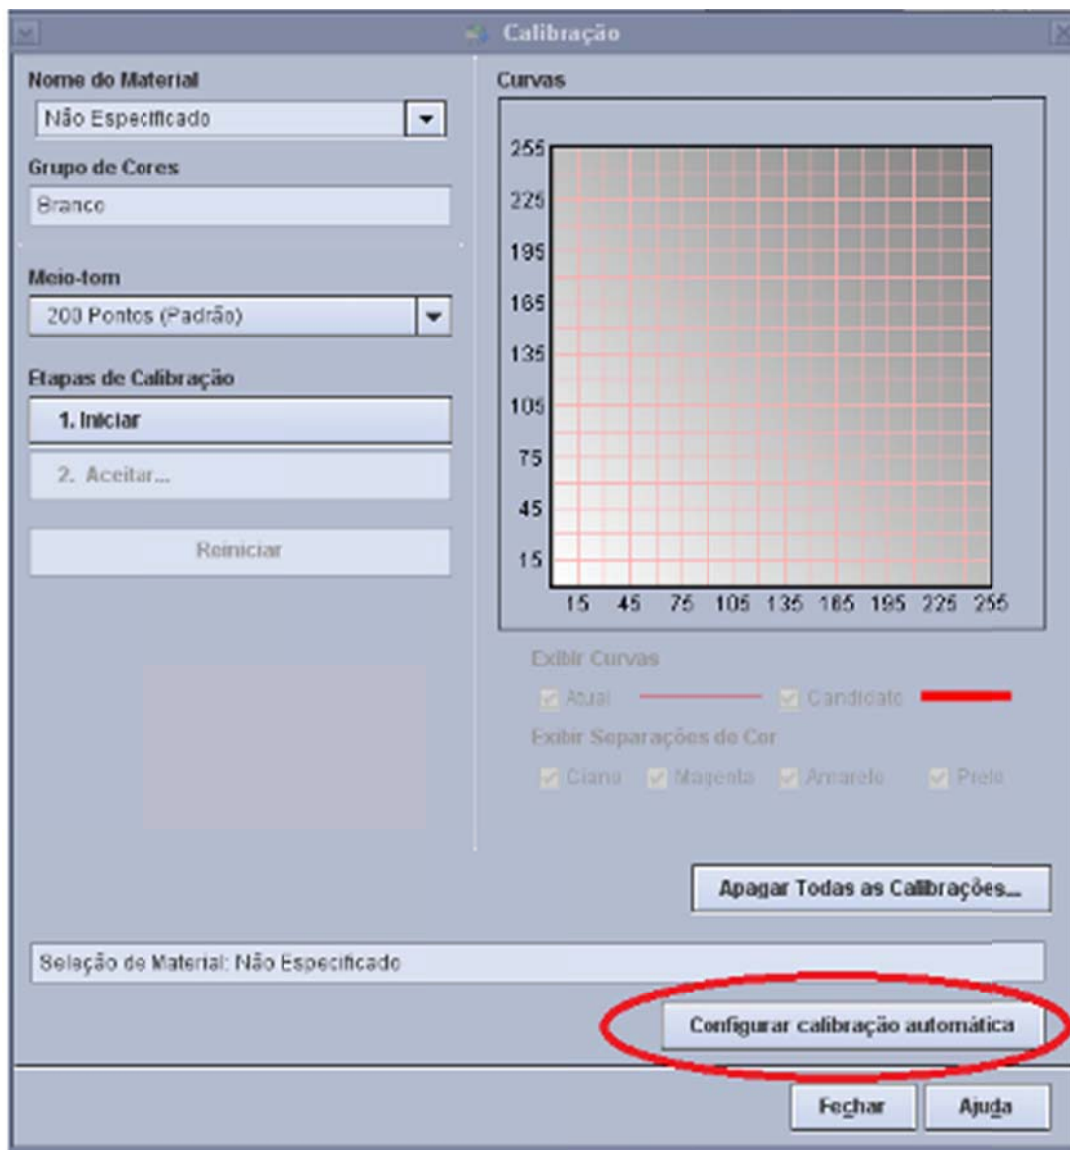 Calibração
Nome do Material
Não Especificado
Grupo de Cores
Branco
Meio-tom
200 Pontos (Padrão)
Etapas de Calibração
1. Iniciar
2. Aceitar...
Reiniciar
Curvas
255
225
195
165
135
105
75
45
15
15 45 75 105 135 165 195 225 255
Exibir Curvas
Atual Candidato
Exibir Separações de Cor
Ciano Magenta Amarelo Preto
Apagar Todas as Calibrações...
Seleção de Material: Não Especificado
Configurar calibração automática
Fechar Ajuda